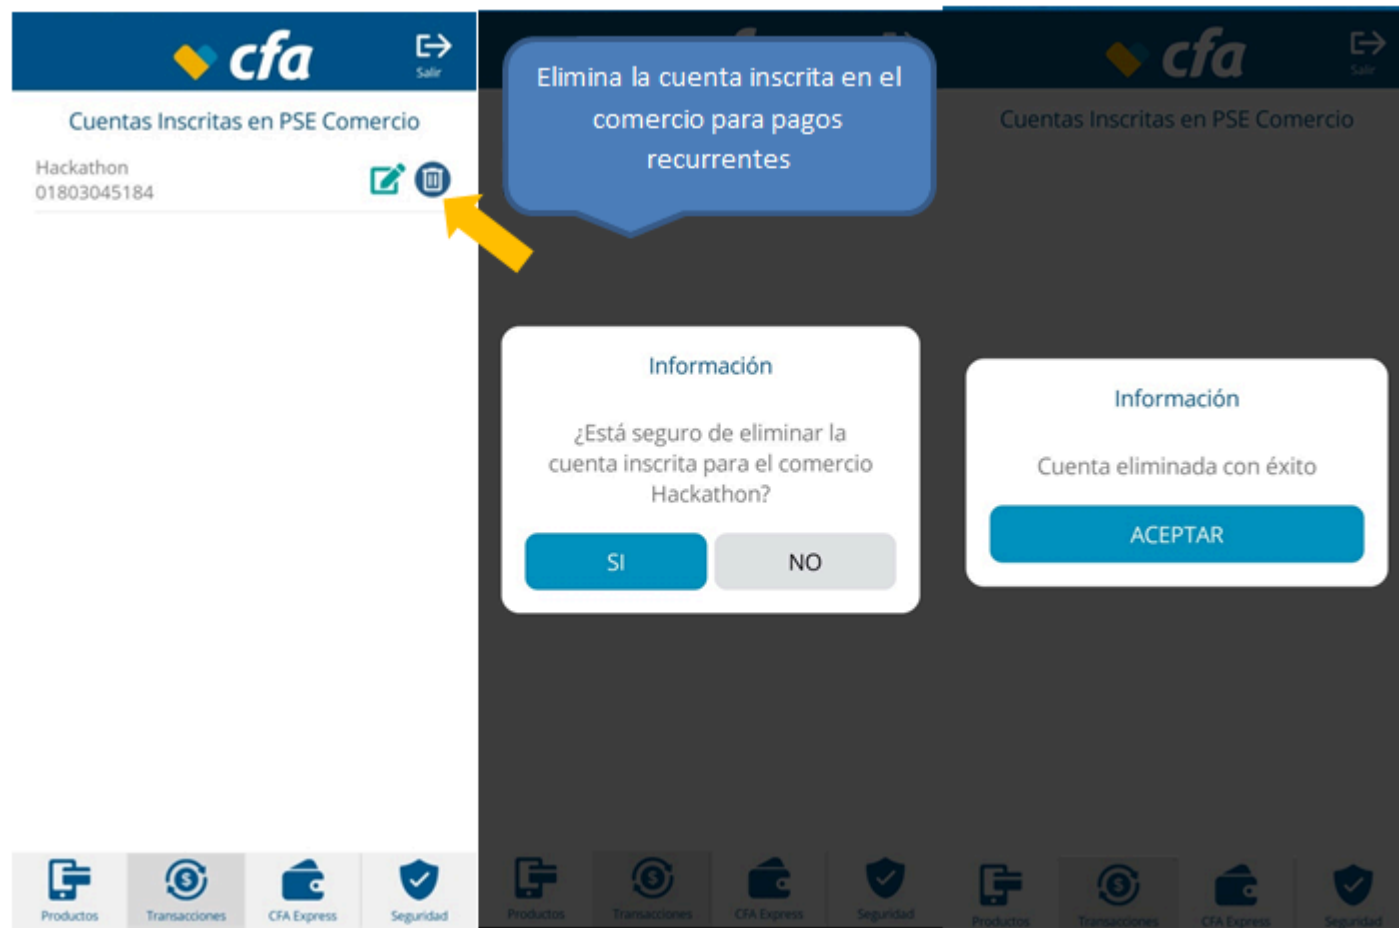 cfa
Salir
Cuentas Inscritas en PSE Comercio
Hackathon
01803045184
Productos
Transacciones
CFA Express
Seguridad
Elimina la cuenta inscrita en el
comercio para pagos
recurrentes
Información
¿Está seguro de eliminar la
cuenta inscrita para el comercio
Hackathon?
SI
NO
Productos
Transacciones
CFA Express
Seguridad
cfa
Salir
Cuentas Inscritas en PSE Comercio
Información
Cuenta eliminada con éxito
ACEPTAR
Productos
Transacciones
CFA Express
Seguridad